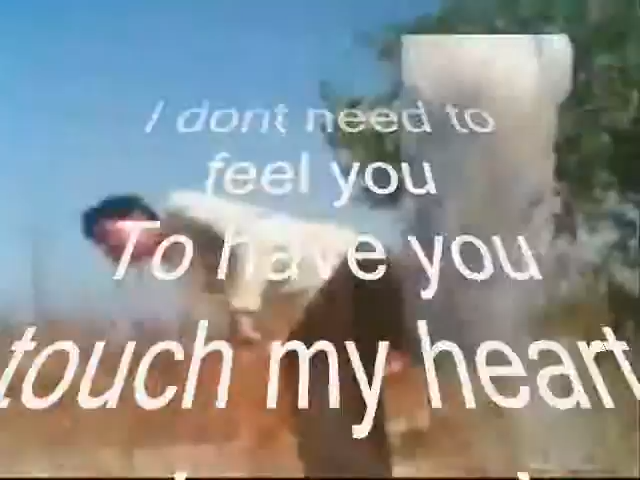 I dont need to
feel you
To have you
touch my heart